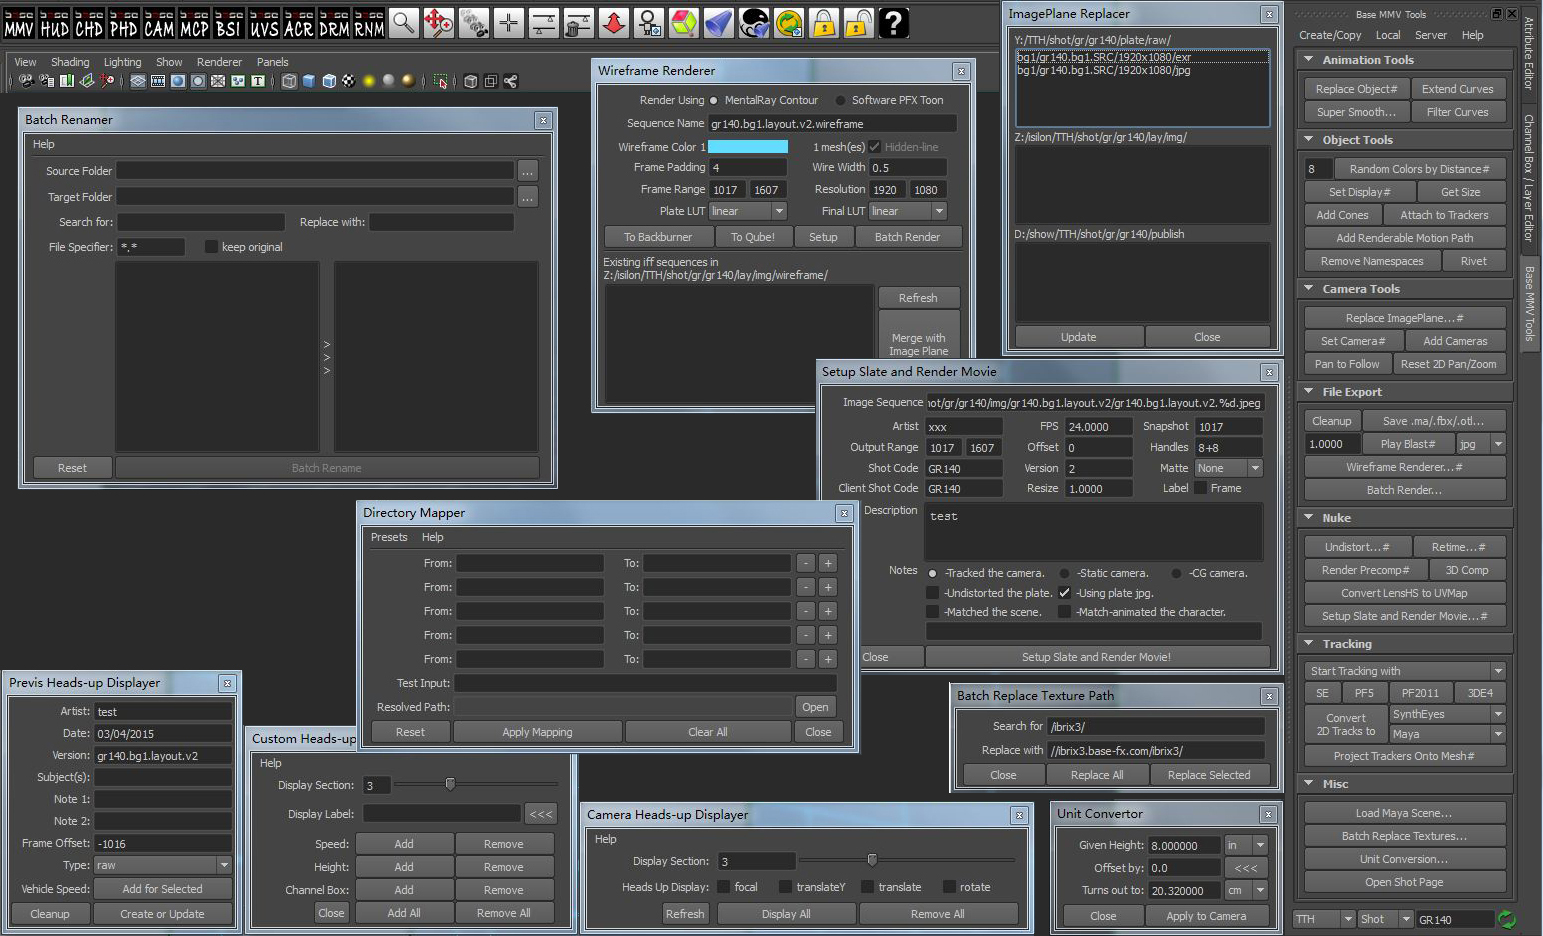 BASE MMV BASE HUD BASE CHD BASE PHD BASE CAM BASE MCP BASE BSI BASE UVS BASE ACR BASE DRM BASE RNM
View Shading Lighting Show Renderer Panels
Batch Renamer
Help
Source Folder ...
Target Folder ...
Search for: Replace with:
File Specifier: *.* keep original
>
>
>
Reset Batch Rename
Wireframe Renderer
Render Using MentalRay Contour Software PFX Toon
Sequence Name gr140.bg1.layout.v2.wireframe
Wireframe Color 1 1 mesh(es) Hidden-line
Frame Padding 4 Wire Width 0.5
Frame Range 1017 1607 Resolution 1920 1080
Plate LUT linear Final LUT linear
To Backburner To Qube! Setup Batch Render
Existing iff sequences in
Z:/isilon/TTH/shot/gr/gr140/lay/img/wireframe/
Refresh
Merge with
Image Plane
ImagePlane Replacer
Y:/TTH/shot/gr/gr140/plate/raw/
bg1/gr140.bg1.SRC/1920x1080/exr
bg1/gr140.bg1.SRC/1920x1080/jpg
Z:/isilon/TTH/shot/gr/gr140/lay/img/
D:/show/TTH/shot/gr/gr140/publish
Update Close
Setup Slate and Render Movie
Image Sequence not/gr/gr140/img/gr140.bg1.layout.v2/gr140.bg1.layout.v2.%d.jpeg
Artist xxx FPS 24.0000 Snapshot 1017
Output Range 1017 1607 Offset 0 Handles 8+8
Shot Code GR140 Version 2 Matte None
Client Shot Code GR140 Resize 1.0000 Label Frame
Description test
Notes -Tracked the camera. -Static camera. -CG camera.
-Undistorted the plate. -Using plate jpg.
-Matched the scene. -Match-animated the character.
Close Setup Slate and Render Movie!
Directory Mapper
Presets Help
From: To: - +
From: To: - +
From: To: - +
From: To: - +
From: To: - +
Test Input:
Resolved Path: Open
Reset Apply Mapping Clear All Close
Previs Heads-up Displayer
Artist: test
Date: 03/04/2015
Version: gr140.bg1.layout.v2
Subject(s):
Note 1:
Note 2:
Frame Offset: -1016
Type: raw
Vehicle Speed: Add for Selected
Cleanup Create or Update
Custom Heads-up
Help
Display Section: 3
Display Label: <<<
Speed: Add Remove
Height: Add Remove
Channel Box: Add Remove
Close Add All Remove All
Camera Heads-up Displayer
Help
Display Section: 3
Heads Up Display: focal translateY translate rotate
Refresh Display All Remove All
Batch Replace Texture Path
Search for /ibrix3/
Replace with //ibrix3.base-fx.com/ibrix3/
Close Replace All Replace Selected
Unit Convertor
Given Height: 8.000000 in
Offset by: 0.0 <<<
Turns out to: 20.320000 cm
Close Apply to Camera
Base MMV Tools
Create/Copy Local Server Help
Animation Tools
Replace Object# Extend Curves
Super Smooth... Filter Curves
Object Tools
8 Random Colors by Distance#
Set Display# Get Size
Add Cones Attach to Trackers
Add Renderable Motion Path
Remove Namespaces Rivet
Camera Tools
Replace ImagePlane...#
Set Camera# Add Cameras
Pan to Follow Reset 2D Pan/Zoom
File Export
Cleanup Save .ma/.fbx/.otl...
1.0000 Play Blast# jpg
Wireframe Renderer...#
Batch Render...
Nuke
Undistort...# Retime...#
Render Precomp# 3D Comp
Convert LensHS to UVMap
Setup Slate and Render Movie...#
Tracking
Start Tracking with
SE PF5 PF2011 3DE4
Convert
2D Tracks to
SynthEyes
Maya
Project Trackers Onto Mesh#
Misc
Load Maya Scene...
Batch Replace Textures...
Unit Conversion...
Open Shot Page
TTH Shot GR140
Attribute Editor
Channel Box / Layer Editor
Base MMV Tools